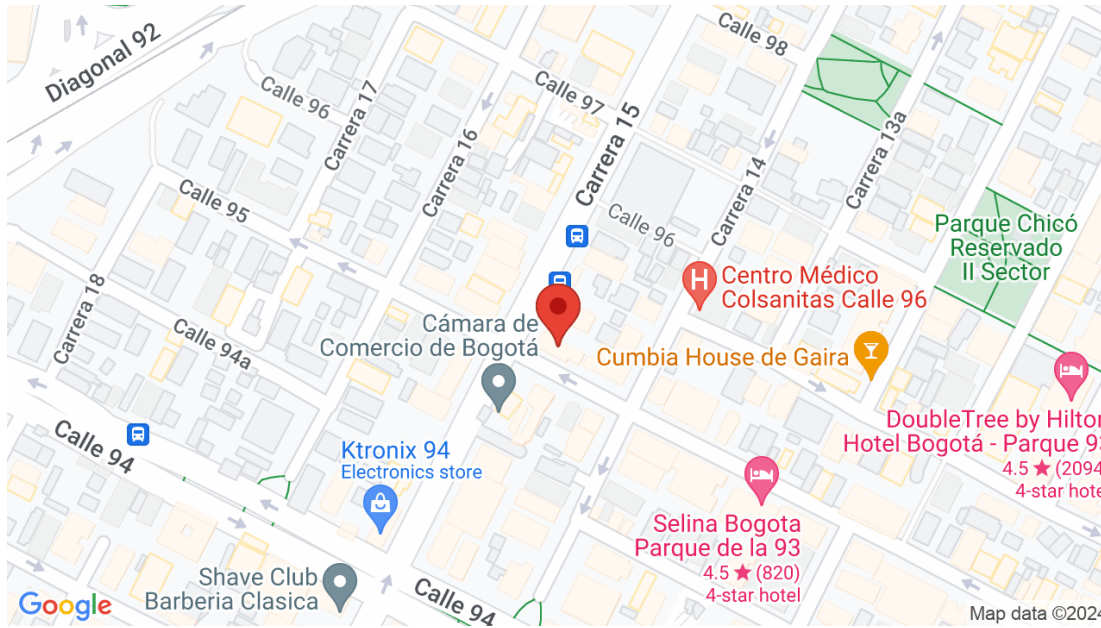 Diagonal 92
Calle 98
Calle 96
Carrera 17
Calle 97
Carrera 15
Carrera 16
Carrera 13a
Carrera 14
Calle 95
Calle 96
Parque Chicó
Reservado
II Sector
Carrera 18
Centro Médico
Colsanitas Calle 96
Calle 94a
Cámara de
Comercio de Bogotá
Cumbia House de Gaira
DoubleTree by Hilton
Hotel Bogotá - Parque 93
4.5 ★ (2094
4-star hote
Calle 94
Ktronix 94
Electronics store
Selina Bogota
Parque de la 93
4.5 ★ (820)
4-star hotel
Shave Club
Barberia Clasica
Calle 94
Google
Map data ©2024